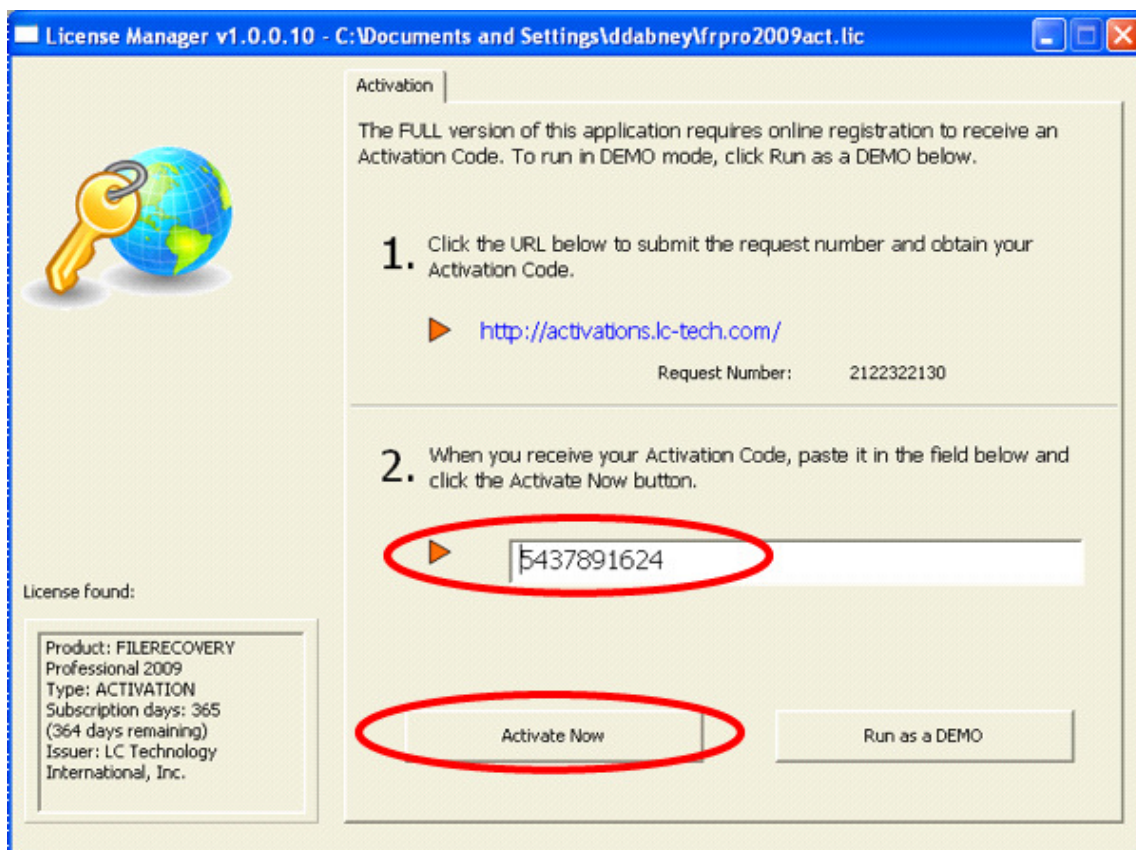 License Manager v1.0.0.10 - C:\Documents and Settings\ddabney\frpro2009act.lic
Activation
The FULL version of this application requires online registration to receive an
Activation Code. To run in DEMO mode, click Run as a DEMO below.
1. Click the URL below to submit the request number and obtain your
Activation Code.
http://activations.lc-tech.com/
Request Number: 2122322130
2. When you receive your Activation Code, paste it in the field below and
click the Activate Now button.
5437891624
License found:
Product: FILERECOVERY
Professional 2009
Type: ACTIVATION
Subscription days: 365
(364 days remaining)
Issuer: LC Technology
International, Inc.
Activate Now
Run as a DEMO